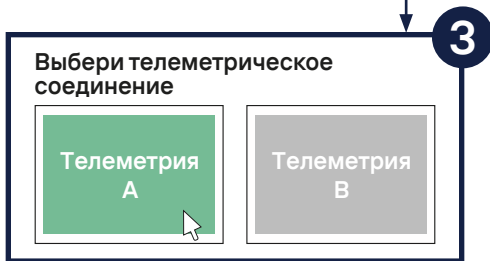 3
Выбери телеметрическое
соединение
Телеметрия
А
Телеметрия
В